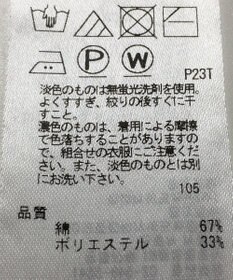 P W
P23T
淡色のものは無蛍光洗剤を使用。
よくすすぎ、絞りの後すぐに干
すこと。
濃色のものは、着用による摩擦
で色落ちすることがありますの
で、組合せの衣服にご注意くだ
さい。また、淡色のものとは別
にお洗い下さい。
105
品質
綿 67%
ポリエステル 33%